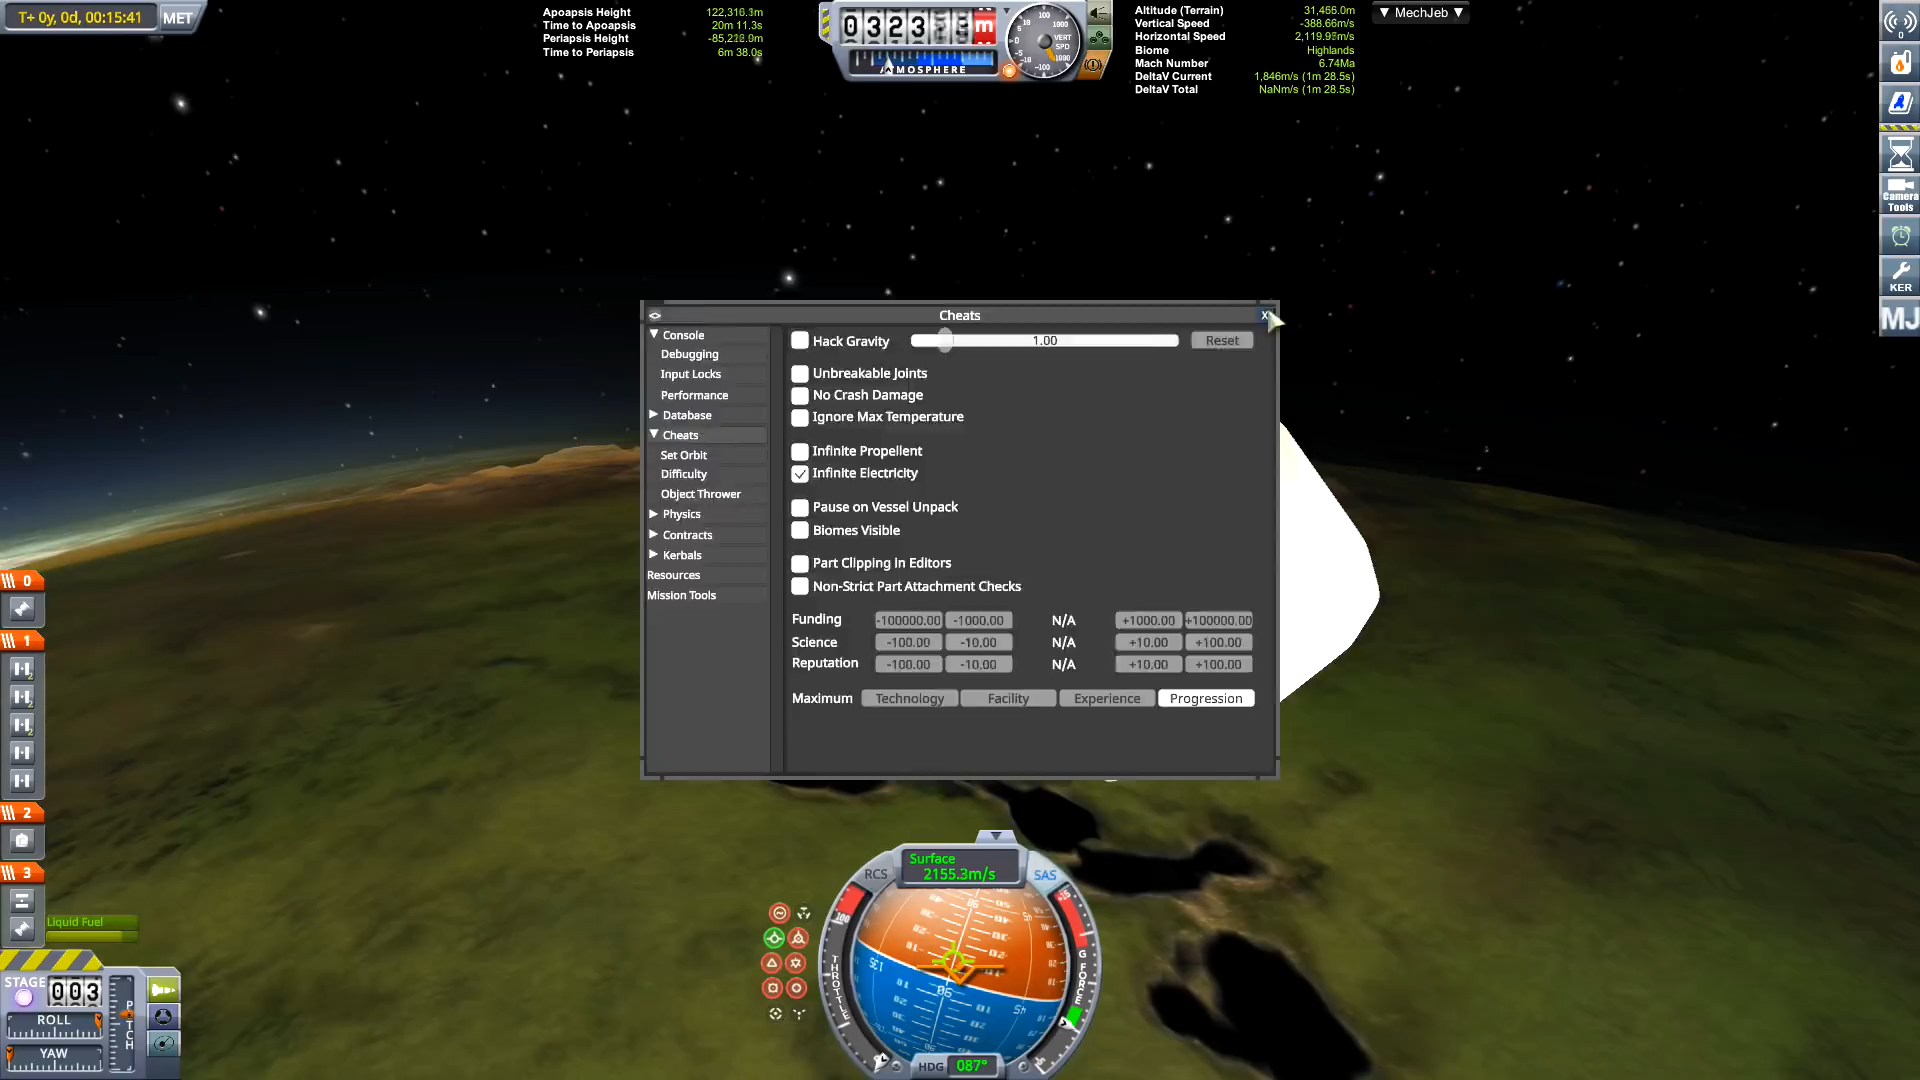 T+ 0y, 0d, 00:15:41 MET
Apoapsis Height 122,316.3m
Time to Apoapsis 20m 11.3s
Periapsis Height
Time to Periapsis 6m 38.0s
ATMOSPHERE
VERT
SPD
Altitude (Terrain)
Vertical Speed -388.66m/s
Horizontal Speed
Biome Highlands
Mach Number 6.74Ma
DeltaV Current 1,846m/s (1m 28.5s)
DeltaV Total NaNm/s (1m 28.5s)
▼ MechJeb ▼
0
Camera
Tools
KER
MJ
Cheats
X
Console
Debugging
Input Locks
Performance
Database
Cheats
Set Orbit
Difficulty
Object Thrower
Physics
Contracts
Kerbals
Resources
Mission Tools
Hack Gravity 1.00 Reset
Unbreakable Joints
No Crash Damage
Ignore Max Temperature
Infinite Propellent
Infinite Electricity
Pause on Vessel Unpack
Biomes Visible
Part Clipping in Editors
Non-Strict Part Attachment Checks
Funding -100000.00 -1000.00 N/A +1000.00 +100000.00
Science -100.00 -10.00 N/A +10.00 +100.00
Reputation -100.00 -10.00 N/A +10.00 +100.00
Maximum Technology Facility Experience Progression
0
1
2
3
Liquid Fuel
STAGE 003
ROLL
YAW
PITCH
Surface
2155.3m/s
RCS
SAS
THROTTLE
G FORCE
HDG 087°